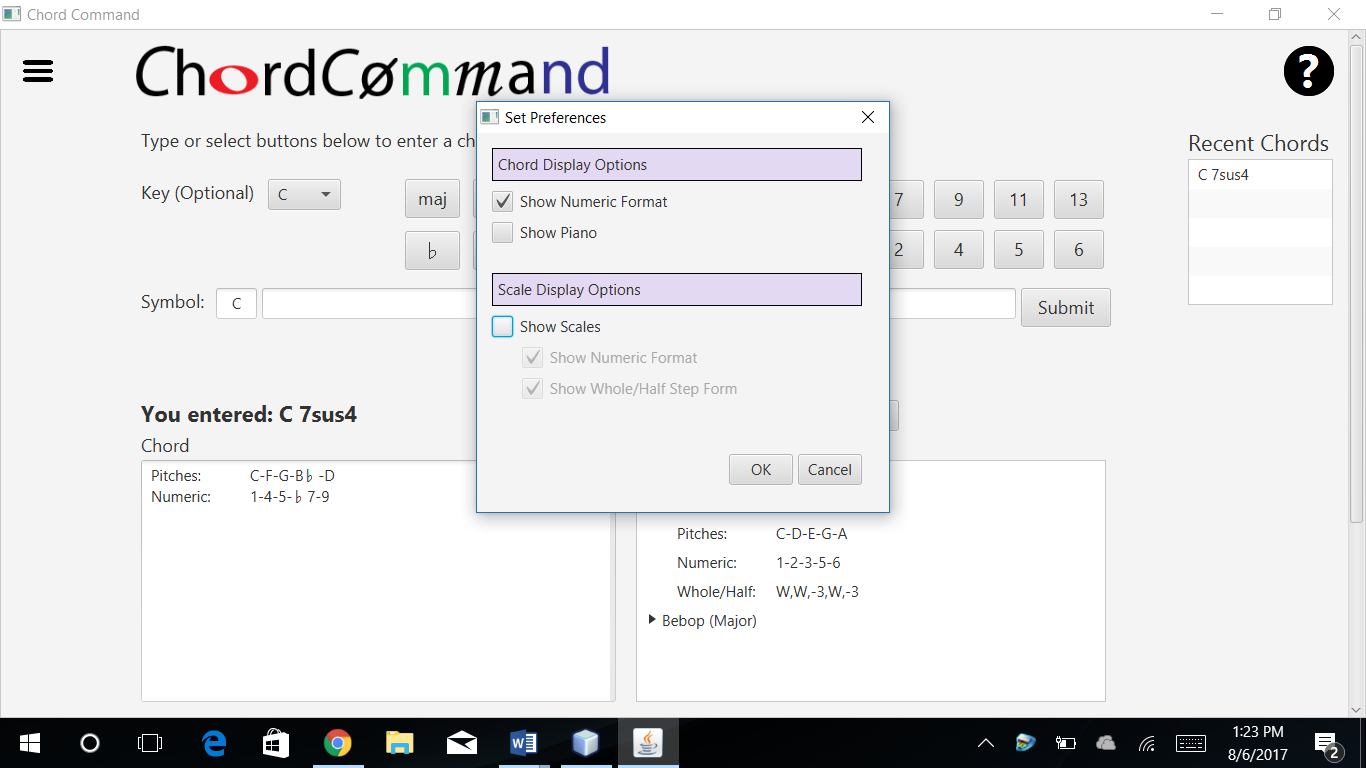 Chord Command
ChordCømmand
?
Set Preferences
Type or select buttons below to enter a ch
Recent Chords
Chord Display Options
C 7sus4
Key (Optional) C maj 7 9 11 13
Show Numeric Format
Show Piano
♭ 2 4 5 6
Scale Display Options
Symbol: C Submit
Show Scales
Show Numeric Format
Show Whole/Half Step Form
You entered: C 7sus4
Chord
OK Cancel
Pitches: C-F-G-B♭-D
Numeric: 1-4-5-♭7-9
Pitches: C-D-E-G-A
Numeric: 1-2-3-5-6
Whole/Half: W,W,-3,W,-3
Bebop (Major)
1:23 PM
8/6/2017
2